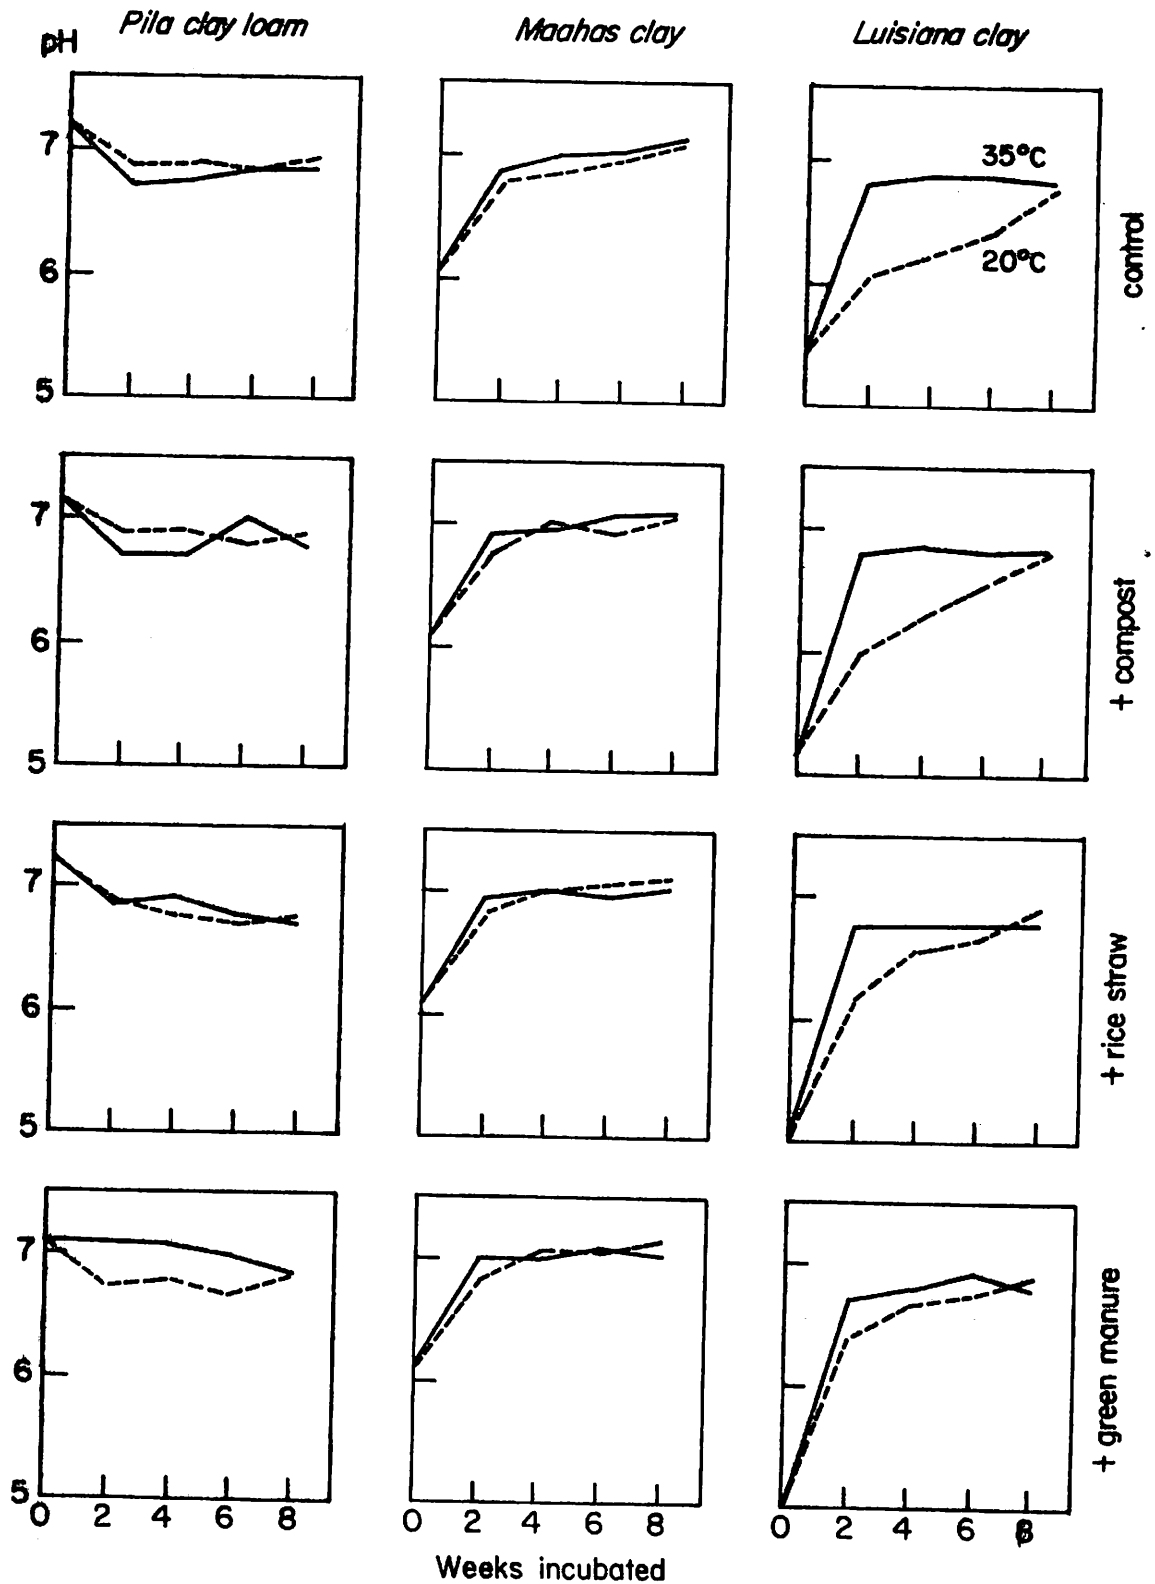 Pila clay loam Maahas clay Luisiana clay
pH
7
6
5
35°C
20°C
control
7
6
5
+ compost
7
6
5
+ rice straw
7
6
5
+ green manure
0 2 4 6 8 0 2 4 6 8 0 2 4 6 8
Weeks incubated